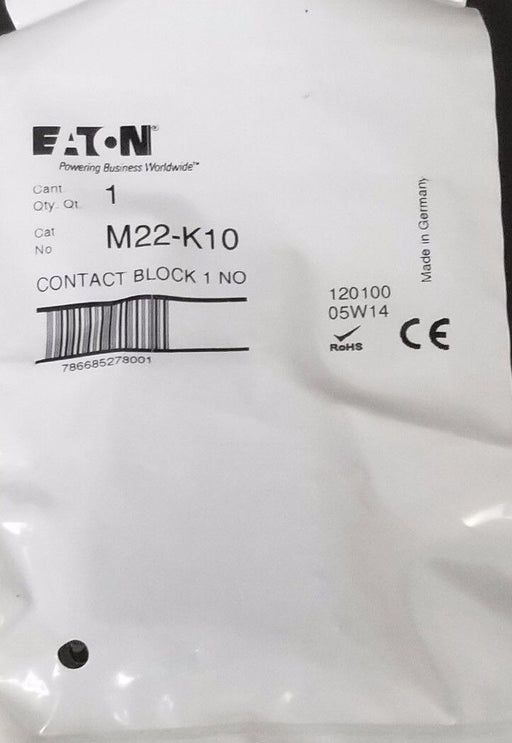 EATON®
Powering Business Worldwide™
Cant
Qty. Qt. 1
Cat
No M22-K10
CONTACT BLOCK 1 NO
786685278001
Made in Germany
120100
05W14
RoHS
CE